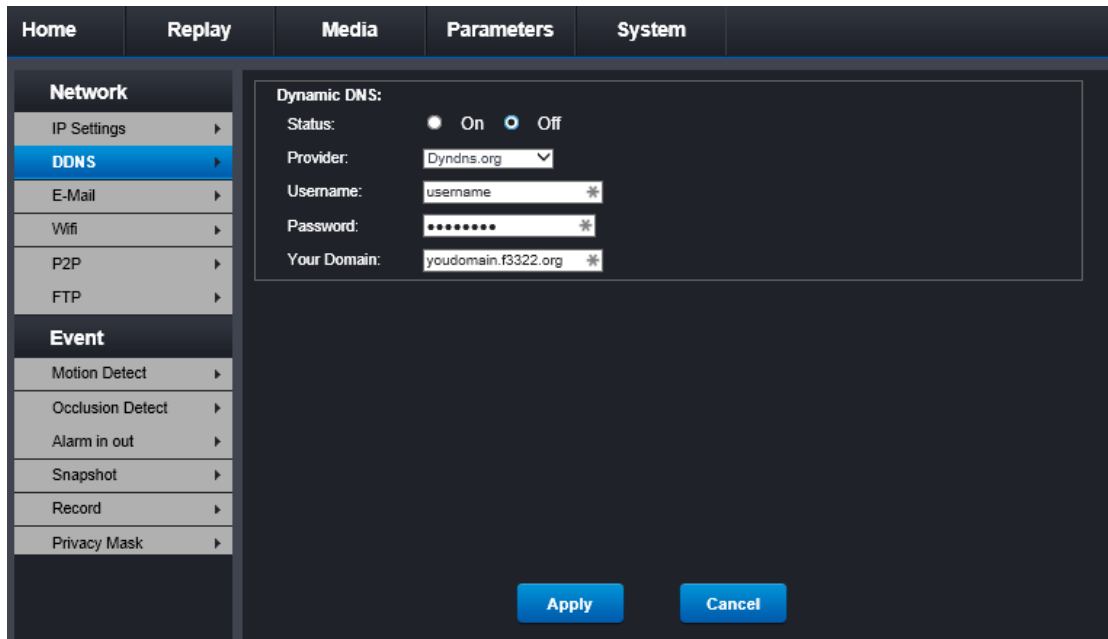 Home Replay Media Parameters System
Network
IP Settings
DDNS
E-Mail
Wifi
P2P
FTP
Event
Motion Detect
Occlusion Detect
Alarm in out
Snapshot
Record
Privacy Mask
Dynamic DNS:
Status: On Off
Provider: Dyndns.org
Username: username
Password: ••••••••
Your Domain: youdomain.f3322.org
Apply Cancel